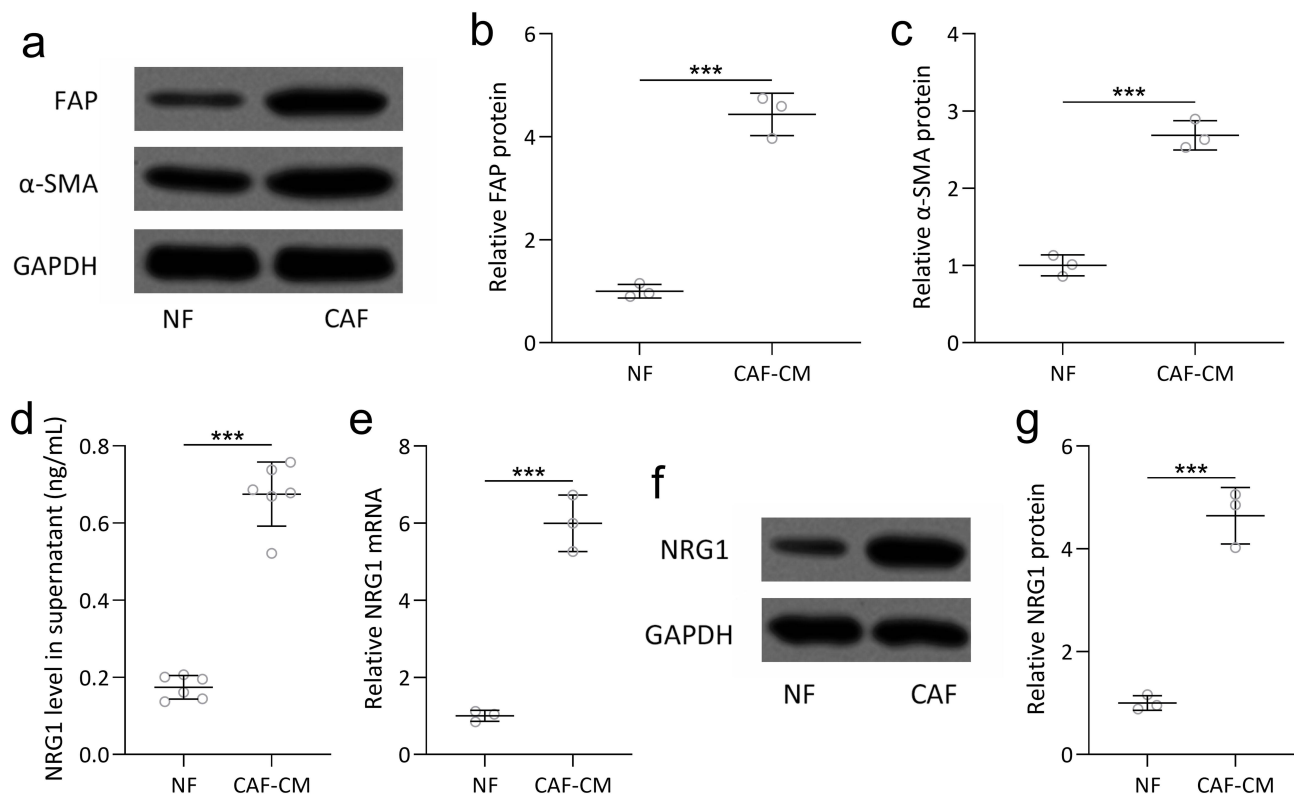 a
FAP
α-SMA
GAPDH
NF CAF
b
Relative FAP protein
6
4
2
0
***
NF CAF-CM
c
Relative α-SMA protein
4
3
2
1
0
***
NF CAF-CM
d
NRG1 level in supernatant (ng/mL)
0.8
0.6
0.4
0.2
0.0
***
NF CAF-CM
e
Relative NRG1 mRNA
8
6
4
2
0
***
NF CAF-CM
f
NRG1
GAPDH
NF CAF
g
Relative NRG1 protein
6
4
2
0
***
NF CAF-CM